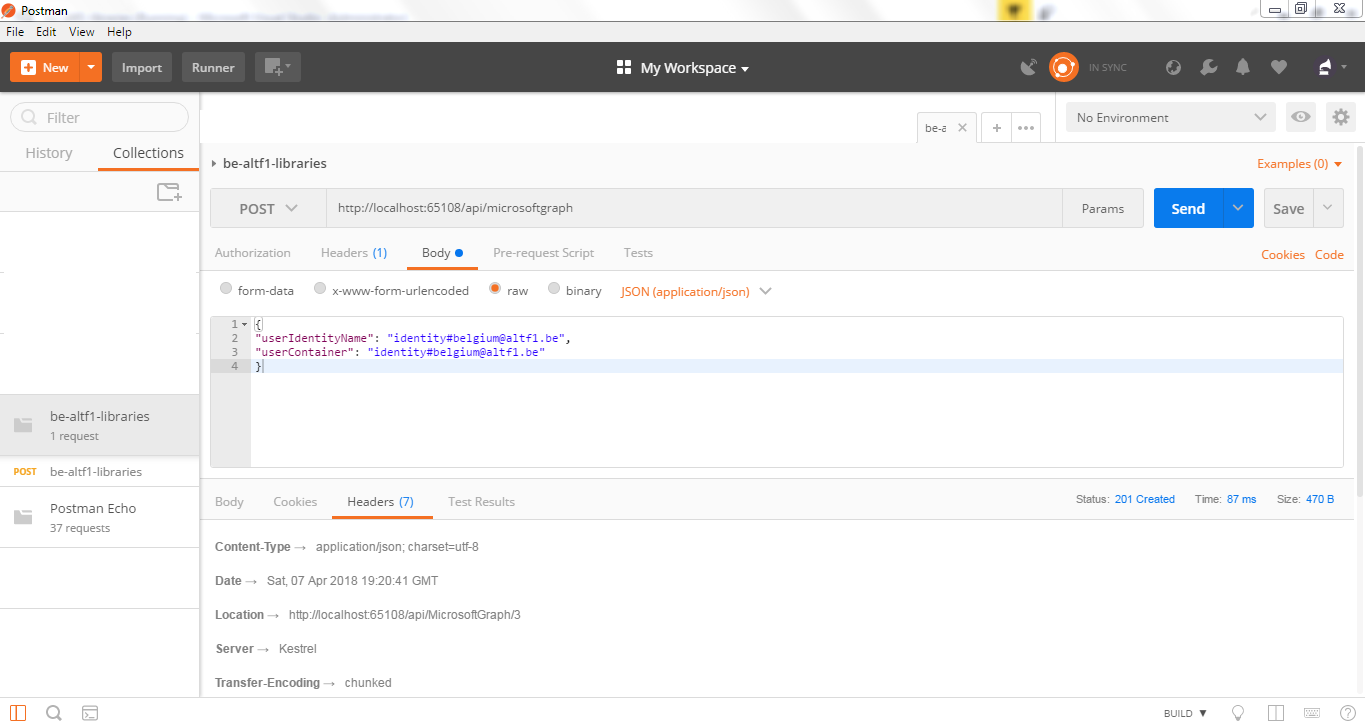 Postman
File Edit View Help
New Import Runner My Workspace IN SYNC
Filter
History Collections
be-a No Environment
be-altf1-libraries Examples (0)
POST http://localhost:65108/api/microsoftgraph Params Send Save
Authorization Headers (1) Body Pre-request Script Tests Cookies Code
form-data x-www-form-urlencoded raw binary JSON (application/json)
1 {
2 "userIdentityName": "identity#belgium@altf1.be",
3 "userContainer": "identity#belgium@altf1.be"
4 }
be-altf1-libraries
1 request
POST be-altf1-libraries
Postman Echo
37 requests
Body Cookies Headers (7) Test Results Status: 201 Created Time: 87 ms Size: 470 B
Content-Type → application/json; charset=utf-8
Date → Sat, 07 Apr 2018 19:20:41 GMT
Location → http://localhost:65108/api/MicrosoftGraph/3
Server → Kestrel
Transfer-Encoding → chunked
BUILD